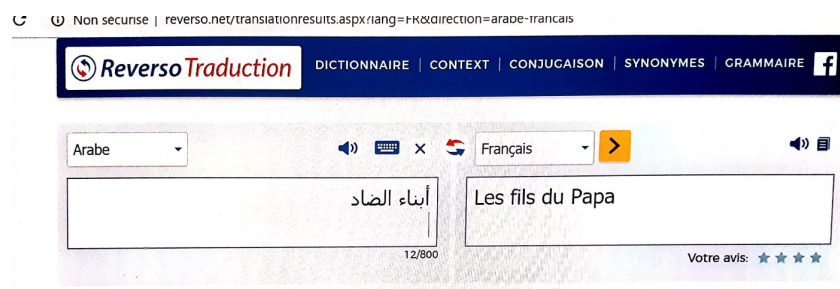 Non sécurisé | reverso.net/translationresults.aspx?lang=FR&direction=arabe-francais
Reverso Traduction DICTIONNAIRE | CONTEXT | CONJUGAISON | SYNONYMES | GRAMMAIRE f
Arabe Français
أبناء الضاد
Les fils du Papa
12/800
Votre avis: